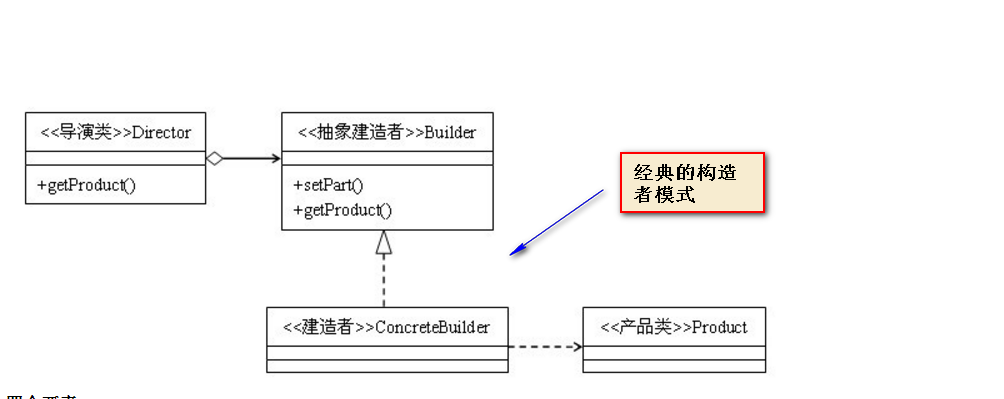 <<导演类>>Director
+getProduct()
<<抽象建造者>>Builder
+setPart()
+getProduct()
经典的构造
者模式
<<建造者>>ConcreteBuilder
<<产品类>>Product